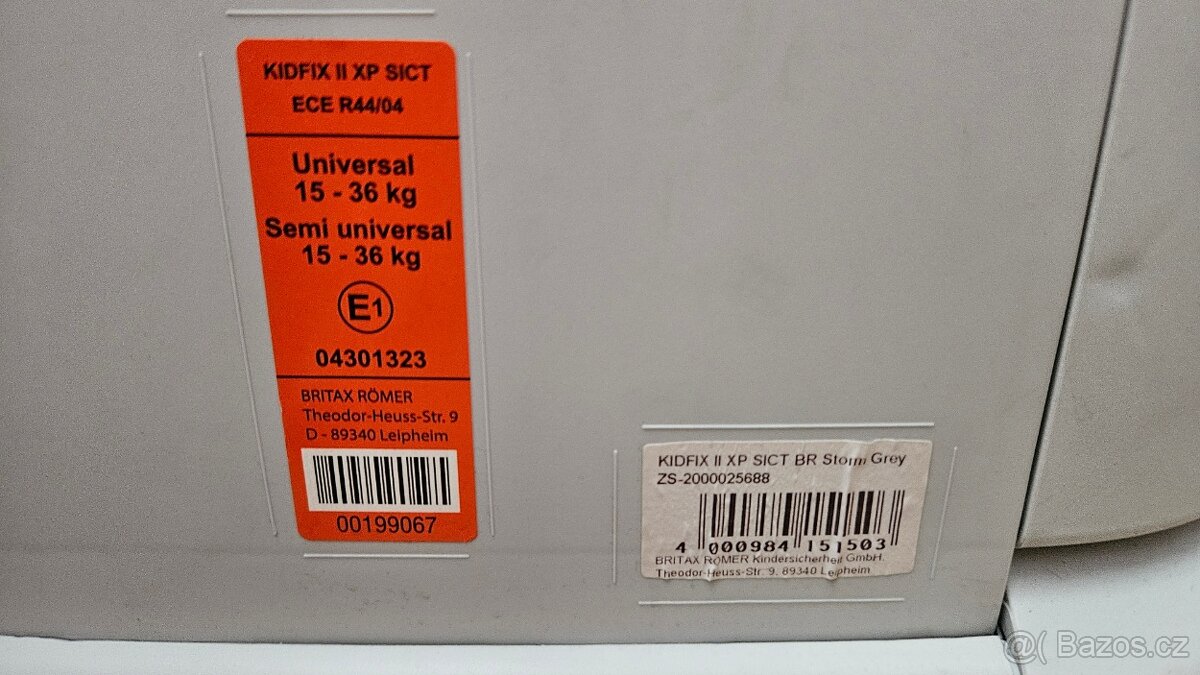 KIDFIX II XP SICT
ECE R44/04
Universal
15 - 36 kg
Semi universal
15 - 36 kg
E1
04301323
BRITAX RÖMER
Theodor-Heuss-Str. 9
D - 89340 Leipheim
00199067
KIDFIX II XP SICT BR Storm Grey
ZS-2000025688
4 000984 151503
BRITAX RÖMER Kindersicherheit GmbH.
Theodor-Heuss-Str. 9. 89340 Leipheim
Bazos.cz